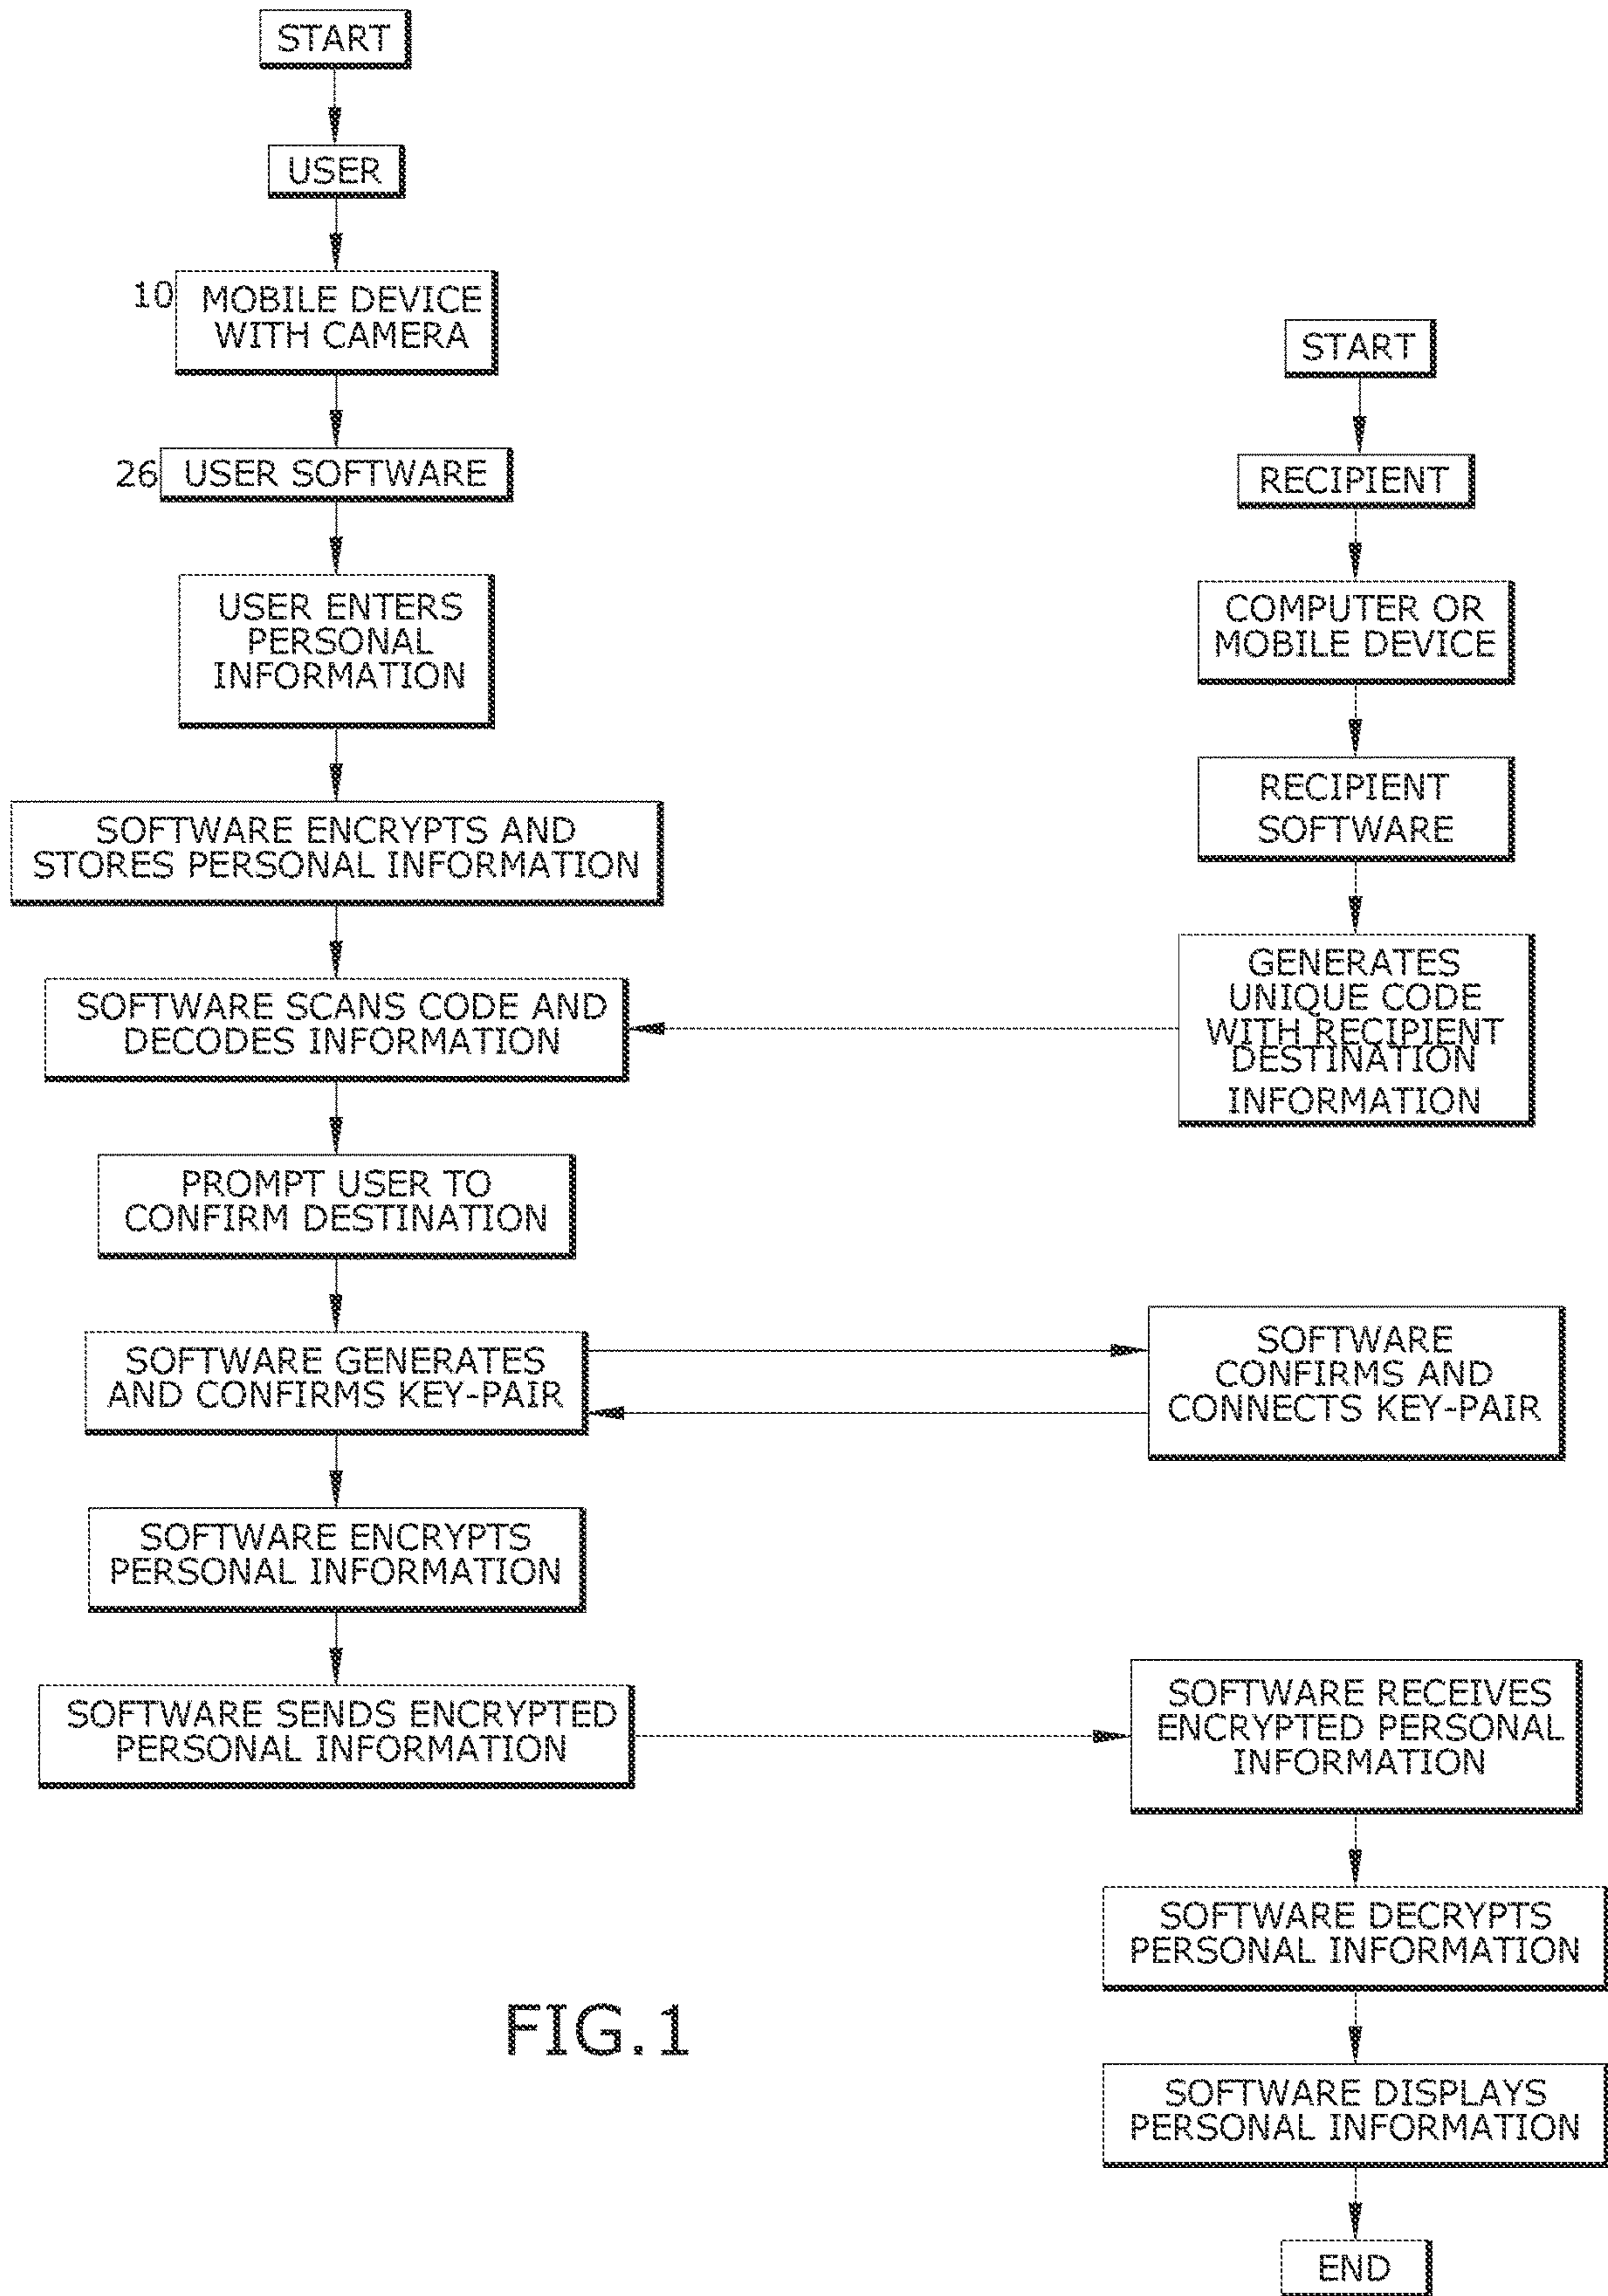 START
USER
10
MOBILE DEVICE
WITH CAMERA
26
USER SOFTWARE
USER ENTERS
PERSONAL
INFORMATION
SOFTWARE ENCRYPTS AND
STORES PERSONAL INFORMATION
SOFTWARE SCANS CODE AND
DECODES INFORMATION
PROMPT USER TO
CONFIRM DESTINATION
SOFTWARE GENERATES
AND CONFIRMS KEY-PAIR
SOFTWARE ENCRYPTS
PERSONAL INFORMATION
SOFTWARE SENDS ENCRYPTED
PERSONAL INFORMATION
START
RECIPIENT
COMPUTER OR
MOBILE DEVICE
RECIPIENT
SOFTWARE
GENERATES
UNIQUE CODE
WITH RECIPIENT
DESTINATION
INFORMATION
SOFTWARE
CONFIRMS AND
CONNECTS KEY-PAIR
SOFTWARE RECEIVES
ENCRYPTED PERSONAL
INFORMATION
SOFTWARE DECRYPTS
PERSONAL INFORMATION
SOFTWARE DISPLAYS
PERSONAL INFORMATION
END
FIG.1